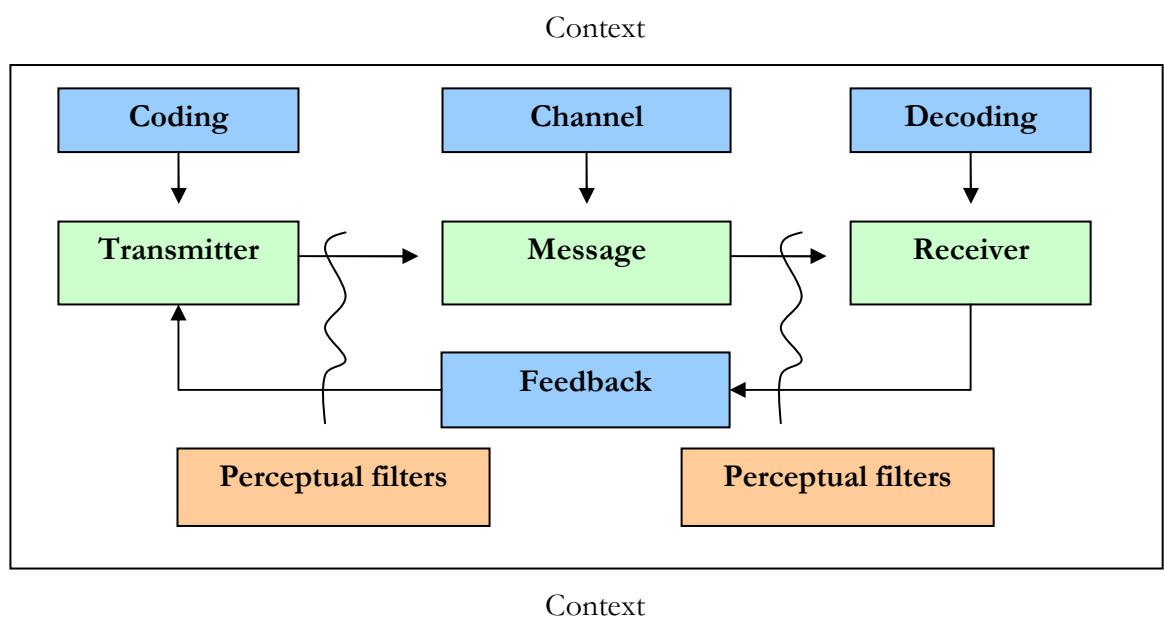 Context
Coding
Channel
Decoding
Transmitter
Message
Receiver
Feedback
Perceptual filters
Perceptual filters
Context